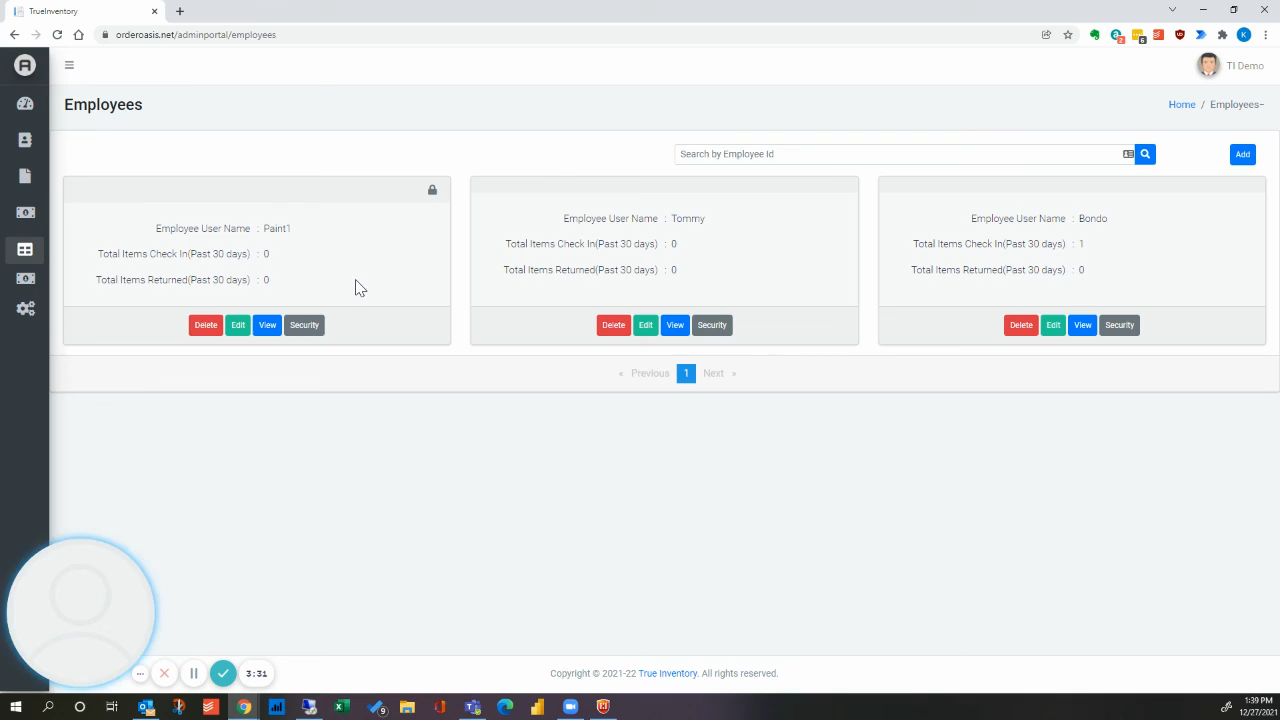 TrueInventory
orderoasis.net/adminportal/employees
TI Demo
Employees
Home / Employees~
Search by Employee Id
Add
Employee User Name : Paint1
Total Items Check In(Past 30 days) : 0
Total Items Returned(Past 30 days) : 0
Delete Edit View Security
Employee User Name : Tommy
Total Items Check In(Past 30 days) : 0
Total Items Returned(Past 30 days) : 0
Delete Edit View Security
Employee User Name : Bondo
Total Items Check In(Past 30 days) : 1
Total Items Returned(Past 30 days) : 0
Delete Edit View Security
« Previous 1 Next »
3:31
Copyright © 2021-22 True Inventory. All rights reserved.
1:39 PM
12/27/2021